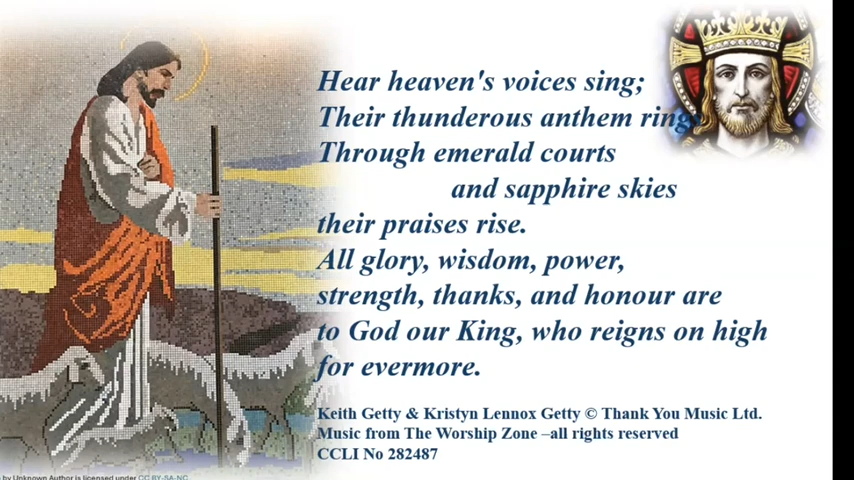 Hear heaven's voices sing;
Their thunderous anthem rings
Through emerald courts
and sapphire skies
their praises rise.
All glory, wisdom, power,
strength, thanks, and honour are
to God our King, who reigns on high
for evermore.
Keith Getty & Kristyn Lennox Getty © Thank You Music Ltd.
Music from The Worship Zone –all rights reserved
CCLI No 282487
by Unknown Author is licensed under CC BY-SA-NC